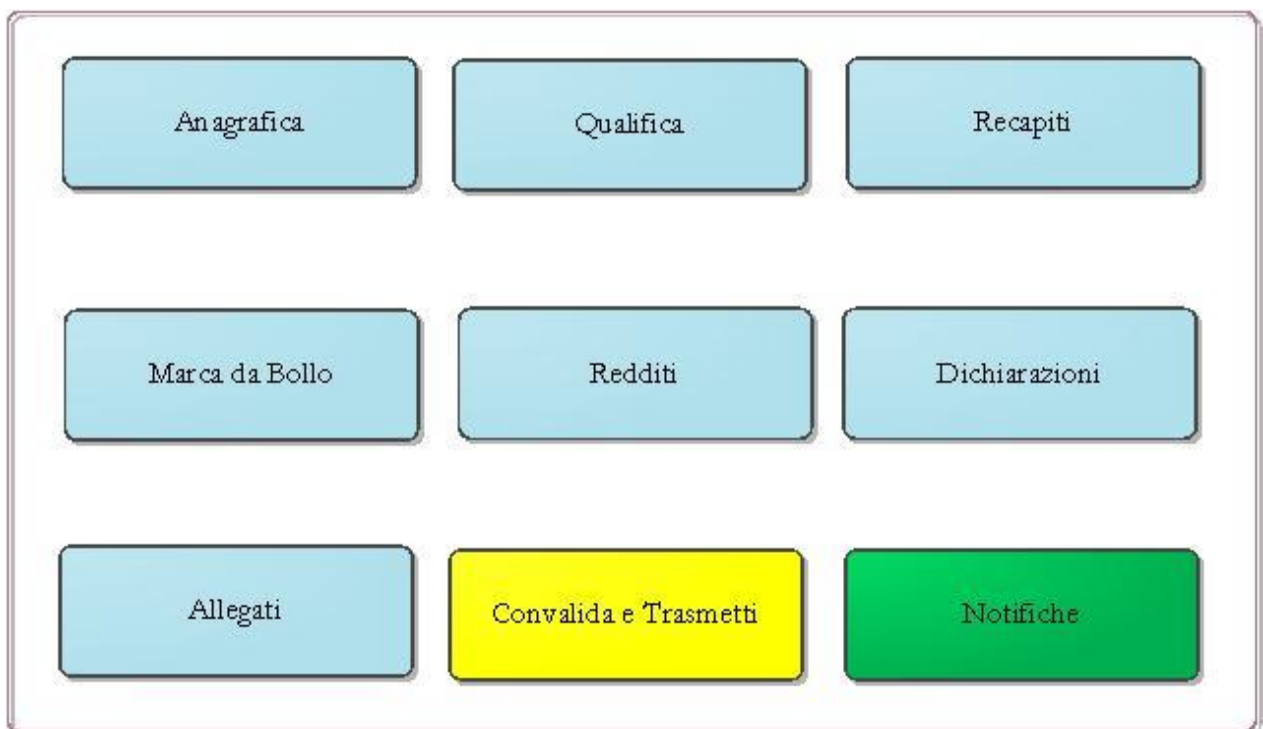 Anagrafica
Qualifica
Recapiti
Marca da Bollo
Redditi
Dichiarazioni
Allegati
Convalida e Trasmetti
Notifiche